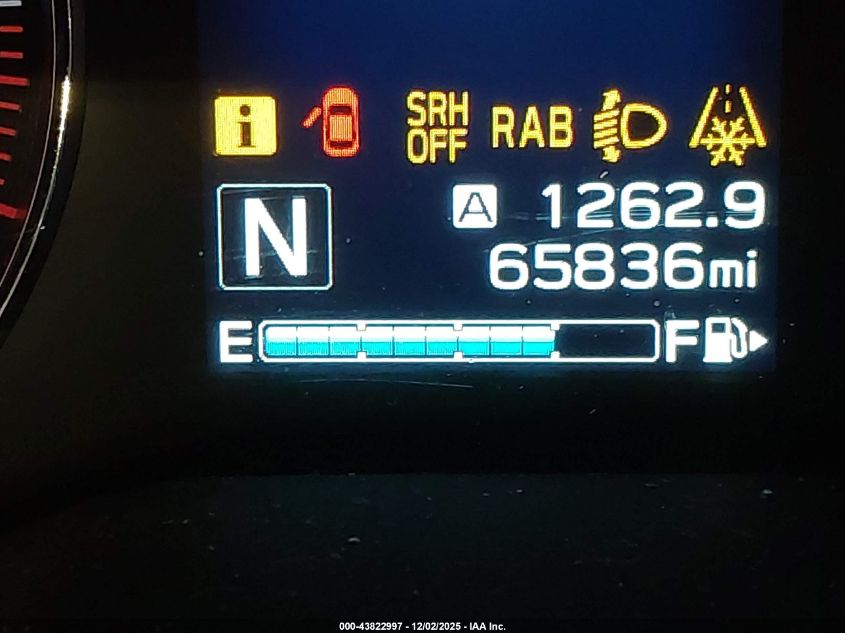 i SRH OFF RAB
N A 1262.9
65836mi
E F
000-43822997 - 12/02/2025 - IAA Inc.